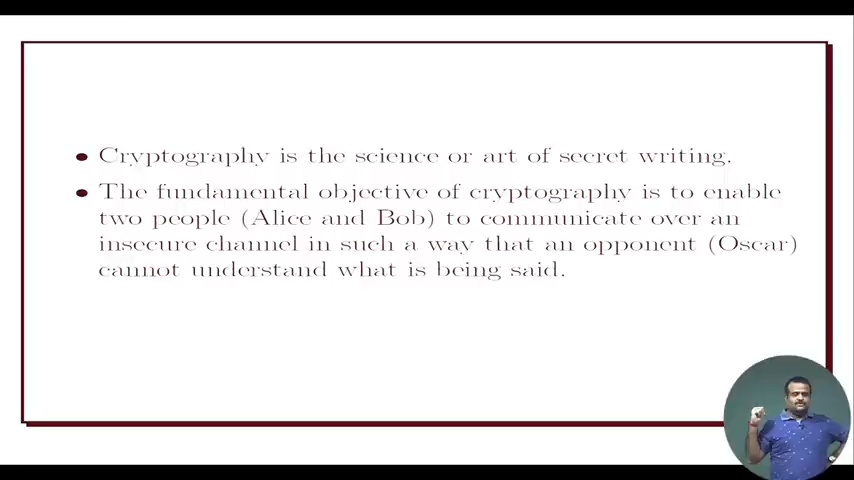 • Cryptography is the science or art of secret writing.
• The fundamental objective of cryptography is to enable
two people (Alice and Bob) to communicate over an
insecure channel in such a way that an opponent (Oscar)
cannot understand what is being said.